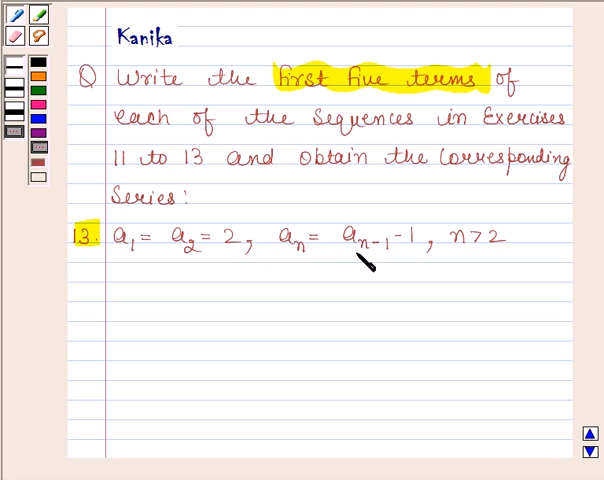 Kanika
Q Write the first five terms of
each of the Sequences in Exercises
11 to 13 and obtain the Corresponding
Series:
13. a₁ = a₂ = 2, aₙ = aₙ₋₁ - 1, n > 2